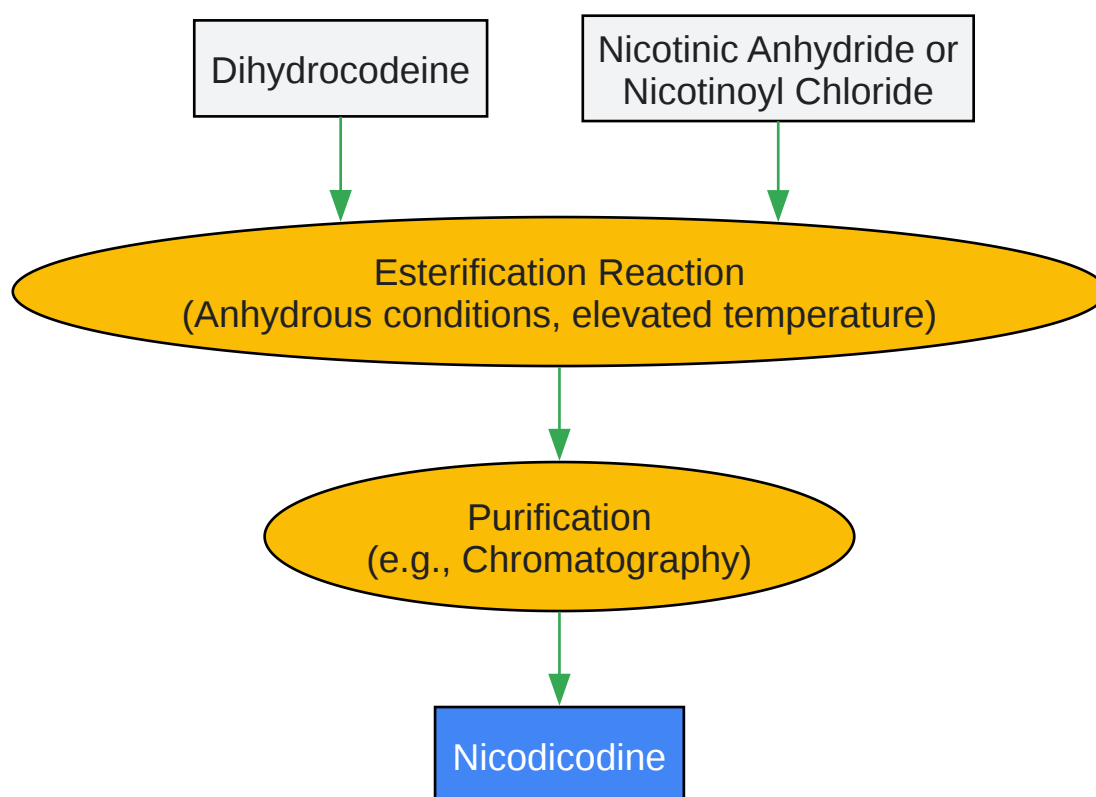 Dihydrocodeine
Nicotinic Anhydride or
Nicotinoyl Chloride
Esterification Reaction
(Anhydrous conditions, elevated temperature)
Purification
(e.g., Chromatography)
Nicodicodine